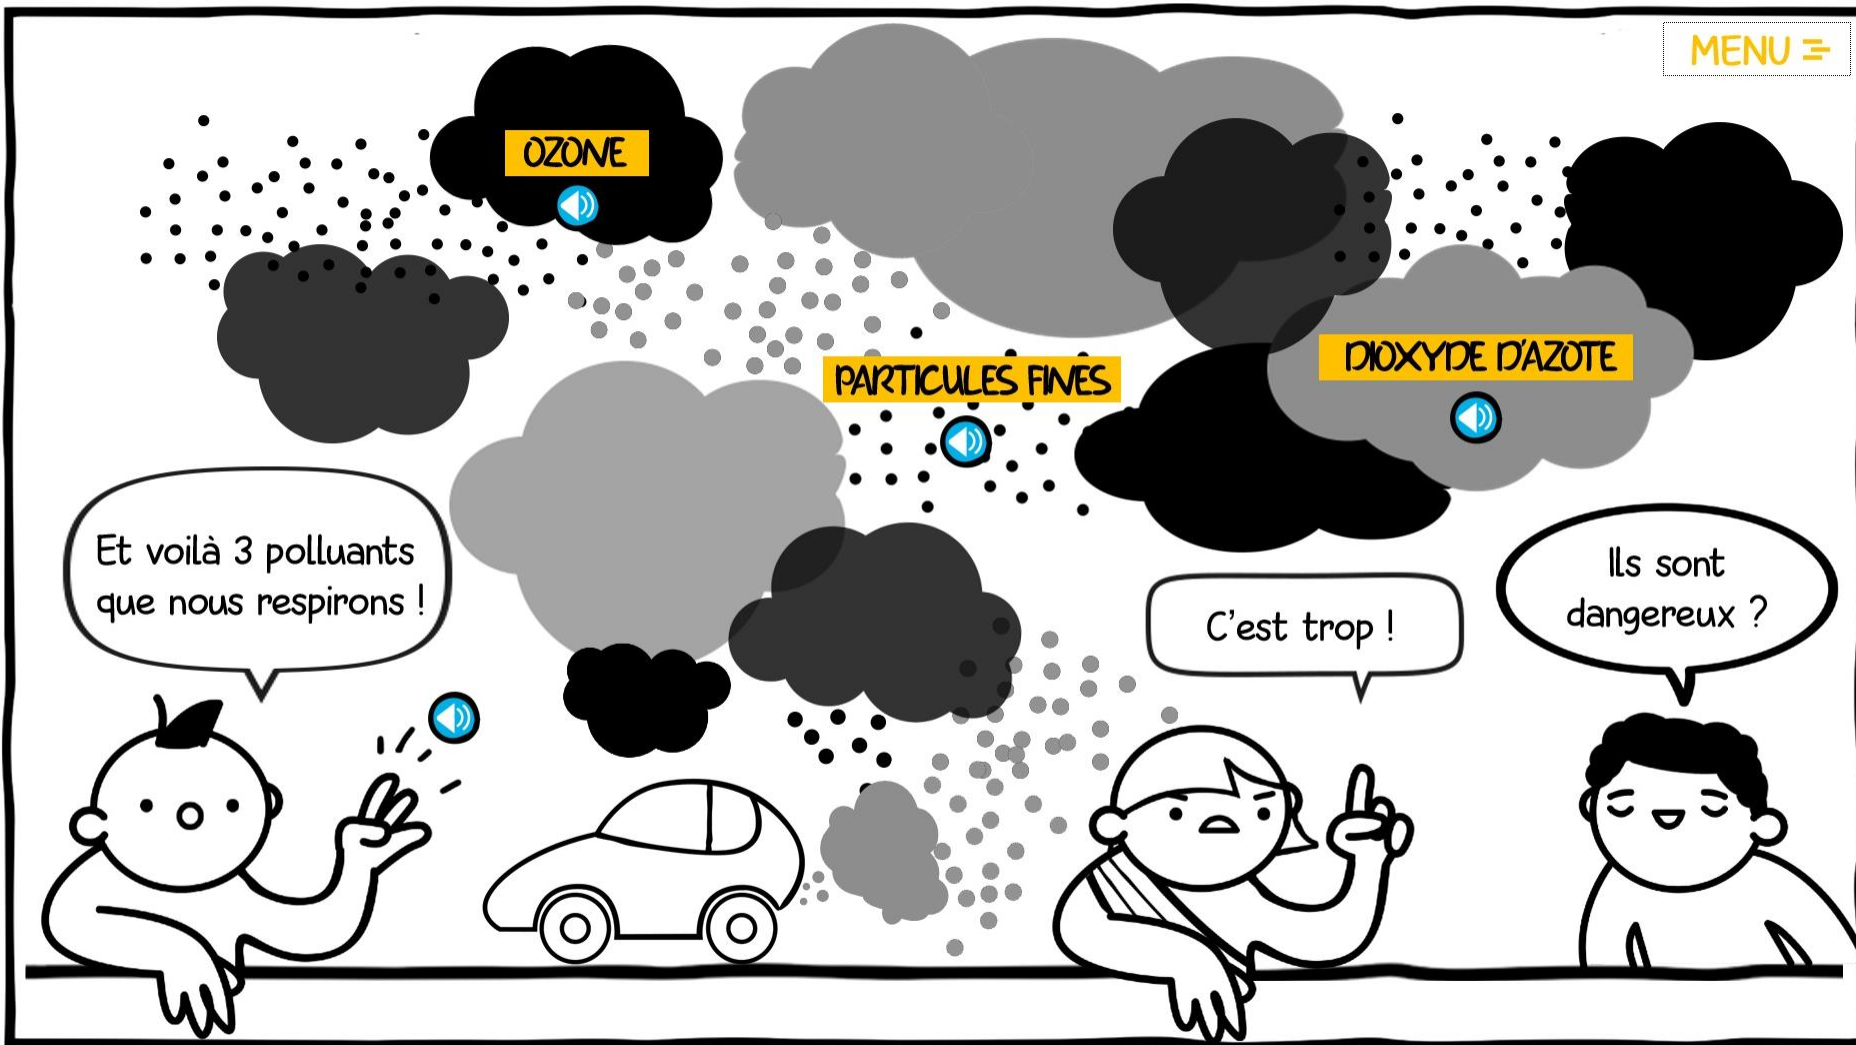 MENU
OZONE
DIOXYDE D'AZOTE
PARTICULES FINES
Et voilà 3 polluants
que nous respirons !
C'est trop !
Ils sont
dangereux ?